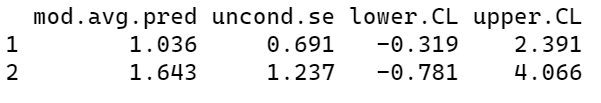 mod.avg.pred uncond.se lower.CL upper.CL
1 1.036 0.691 -0.319 2.391
2 1.643 1.237 -0.781 4.066